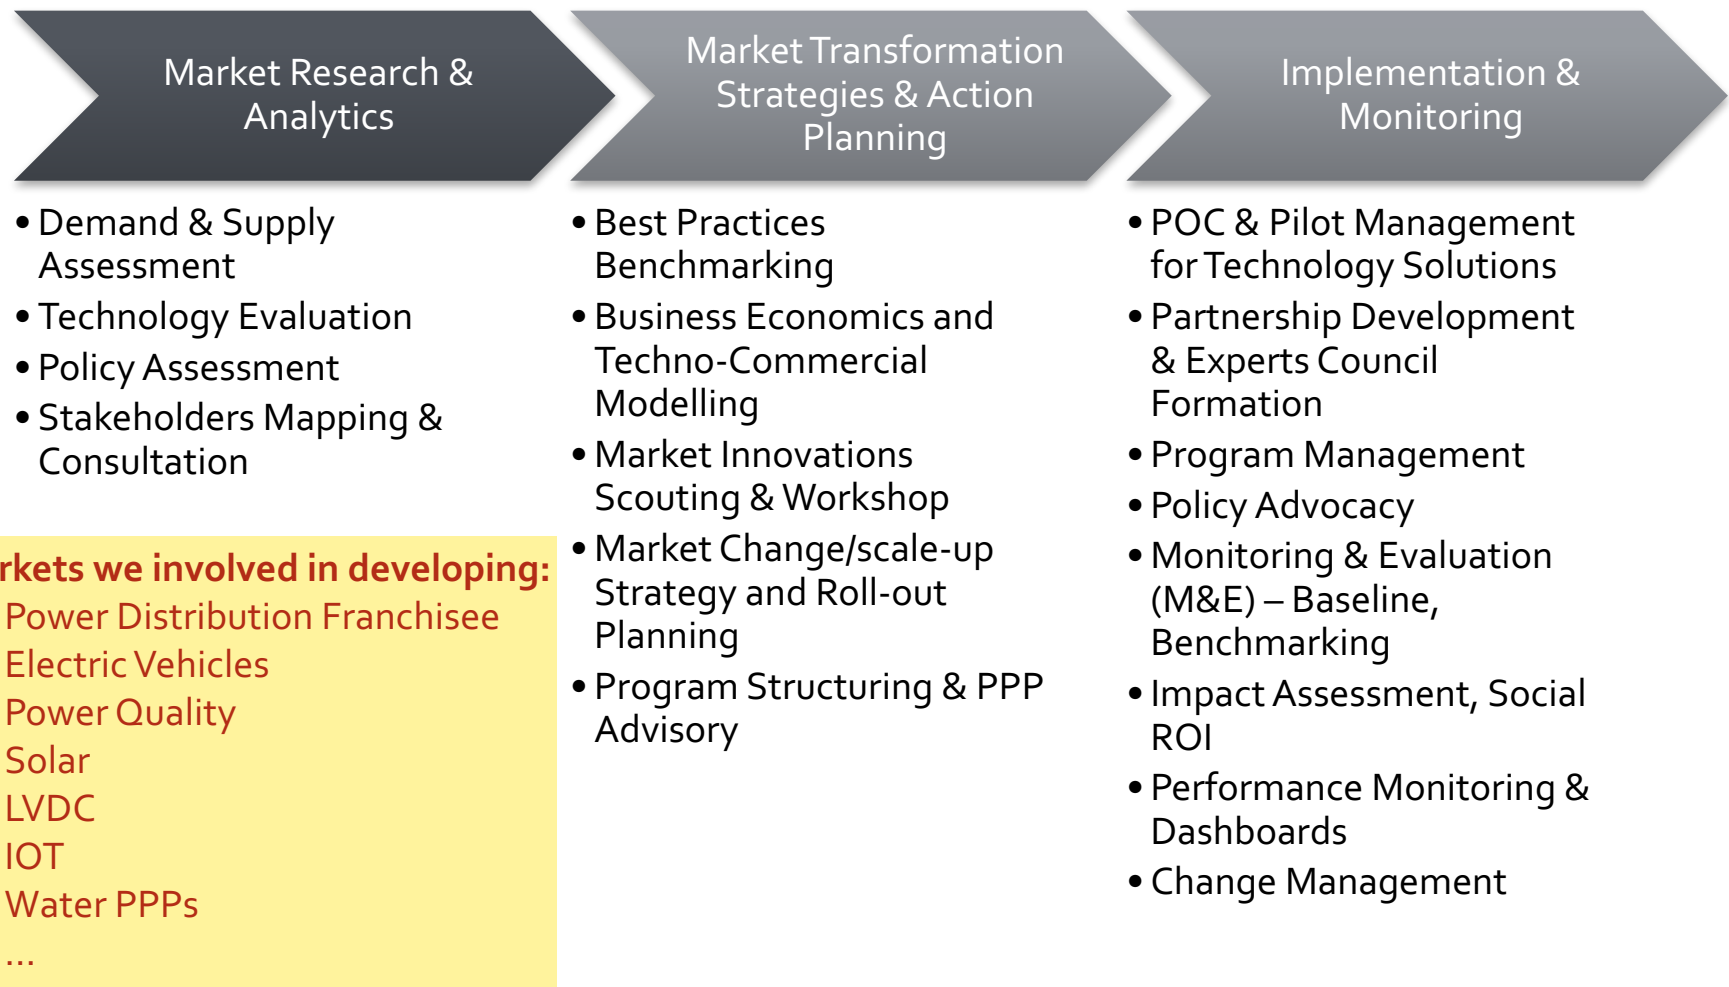 Market Research &
Analytics
• Demand & Supply
Assessment
• Technology Evaluation
• Policy Assessment
• Stakeholders Mapping &
Consultation
rkets we involved in developing:
Power Distribution Franchisee
Electric Vehicles
Power Quality
Solar
LVDC
IOT
Water PPPs
...
Market Transformation
Strategies & Action
Planning
• Best Practices
Benchmarking
• Business Economics and
Techno-Commercial
Modelling
• Market Innovations
Scouting & Workshop
• Market Change/scale-up
Strategy and Roll-out
Planning
• Program Structuring & PPP
Advisory
Implementation &
Monitoring
• POC & Pilot Management
for Technology Solutions
• Partnership Development
& Experts Council
Formation
• Program Management
• Policy Advocacy
• Monitoring & Evaluation
(M&E) – Baseline,
Benchmarking
• Impact Assessment, Social
ROI
• Performance Monitoring &
Dashboards
• Change Management